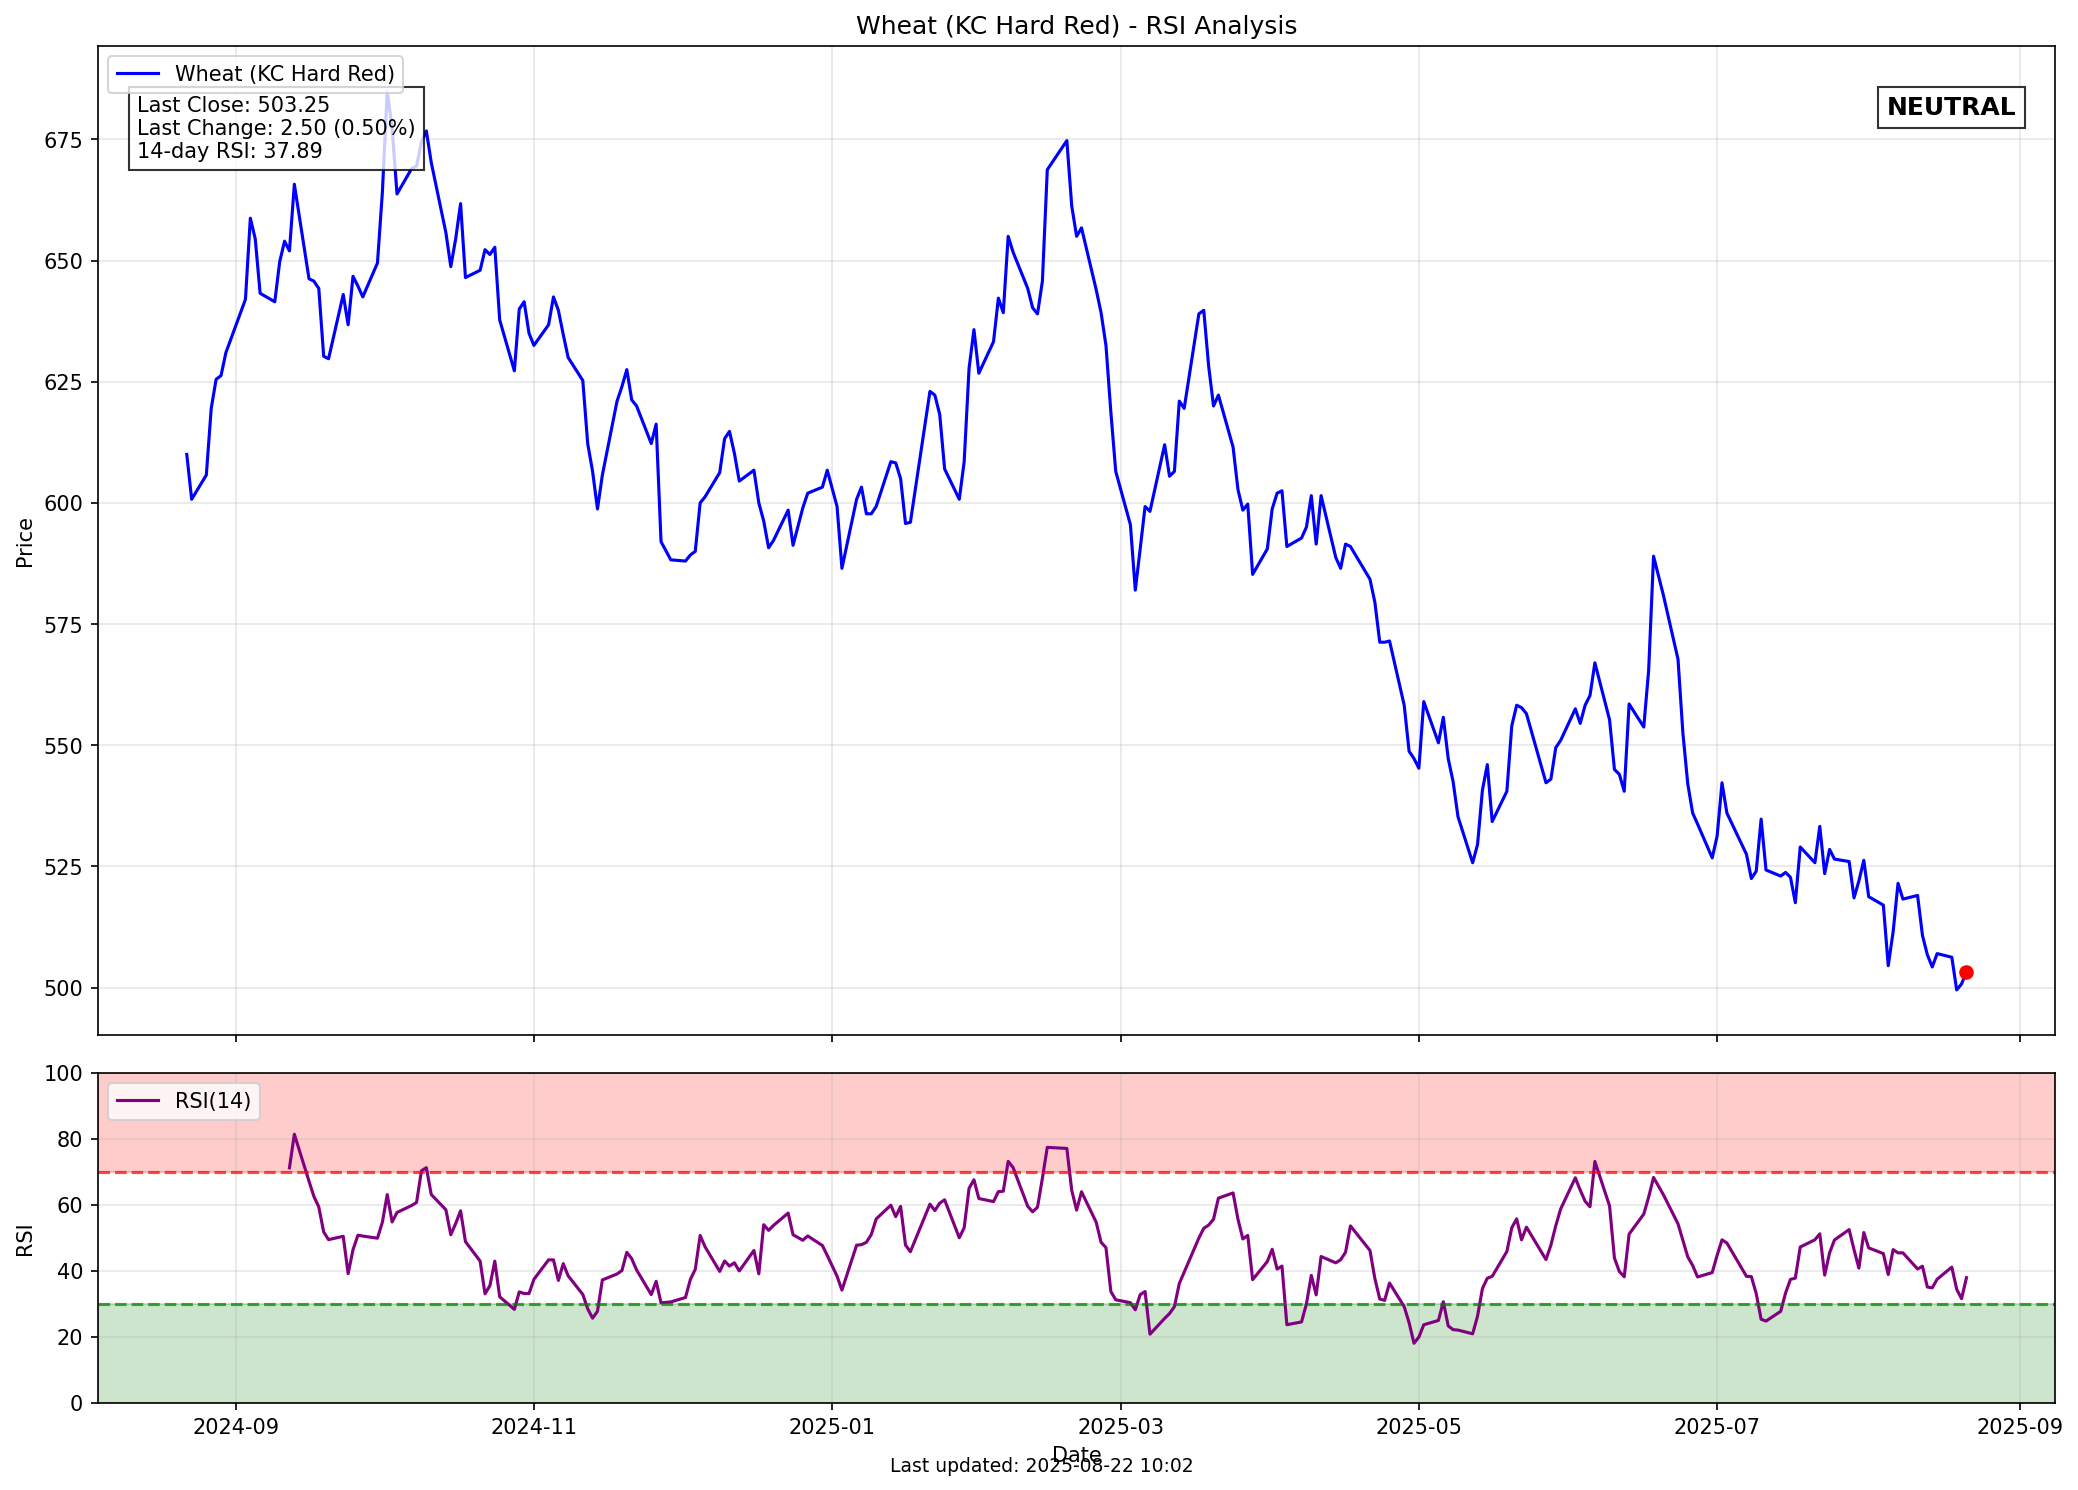 Wheat (KC Hard Red) - RSI Analysis
Wheat (KC Hard Red)
Last Close: 503.25
Last Change: 2.50 (0.50%)
14-day RSI: 37.89
NEUTRAL
675
650
625
600
575
550
525
500
Price
100
80
60
40
20
0
RSI
RSI(14)
2024-09
2024-11
2025-01
2025-03
2025-05
2025-07
2025-09
Date
Last updated: 2025-08-22 10:02